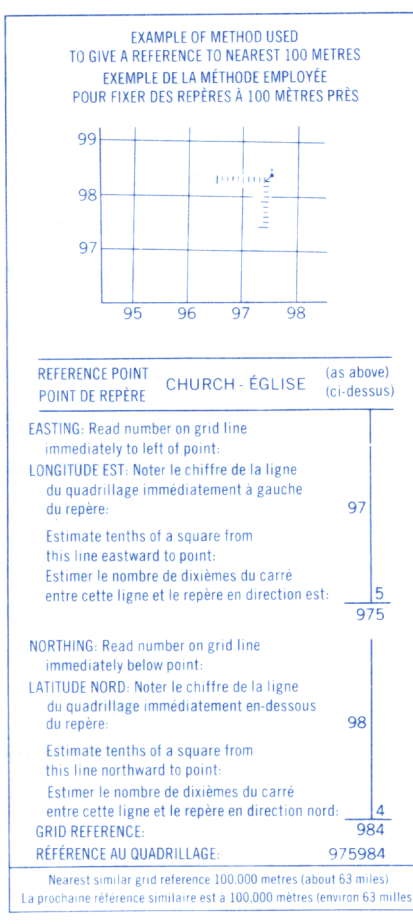 EXAMPLE OF METHOD USED
TO GIVE A REFERENCE TO NEAREST 100 METRES
EXEMPLE DE LA MÉTHODE EMPLOYÉE
POUR FIXER DES REPÈRES À 100 MÈTRES PRÈS
99
98
97
95 96 97 98
REFERENCE POINT
POINT DE REPÈRE
CHURCH - ÉGLISE
(as above)
(ci-dessus)
EASTING: Read number on grid line
immediately to left of point:
LONGITUDE EST: Noter le chiffre de la ligne
du quadrillage immédiatement à gauche
du repère: 97
Estimate tenths of a square from
this line eastward to point:
Estimer le nombre de dixièmes du carré
entre cette ligne et le repère en direction est: 5
975
NORTHING: Read number on grid line
immediately below point:
LATITUDE NORD: Noter le chiffre de la ligne
du quadrillage immédiatement en-dessous
du repère: 98
Estimate tenths of a square from
this line northward to point:
Estimer le nombre de dixièmes du carré
entre cette ligne et le repère en direction nord: 4
GRID REFERENCE: 984
RÉFÉRENCE AU QUADRILLAGE: 975984
Nearest similar grid reference 100,000 metres (about 63 miles)
La prochaine référence similaire est à 100,000 mètres (environ 63 milles